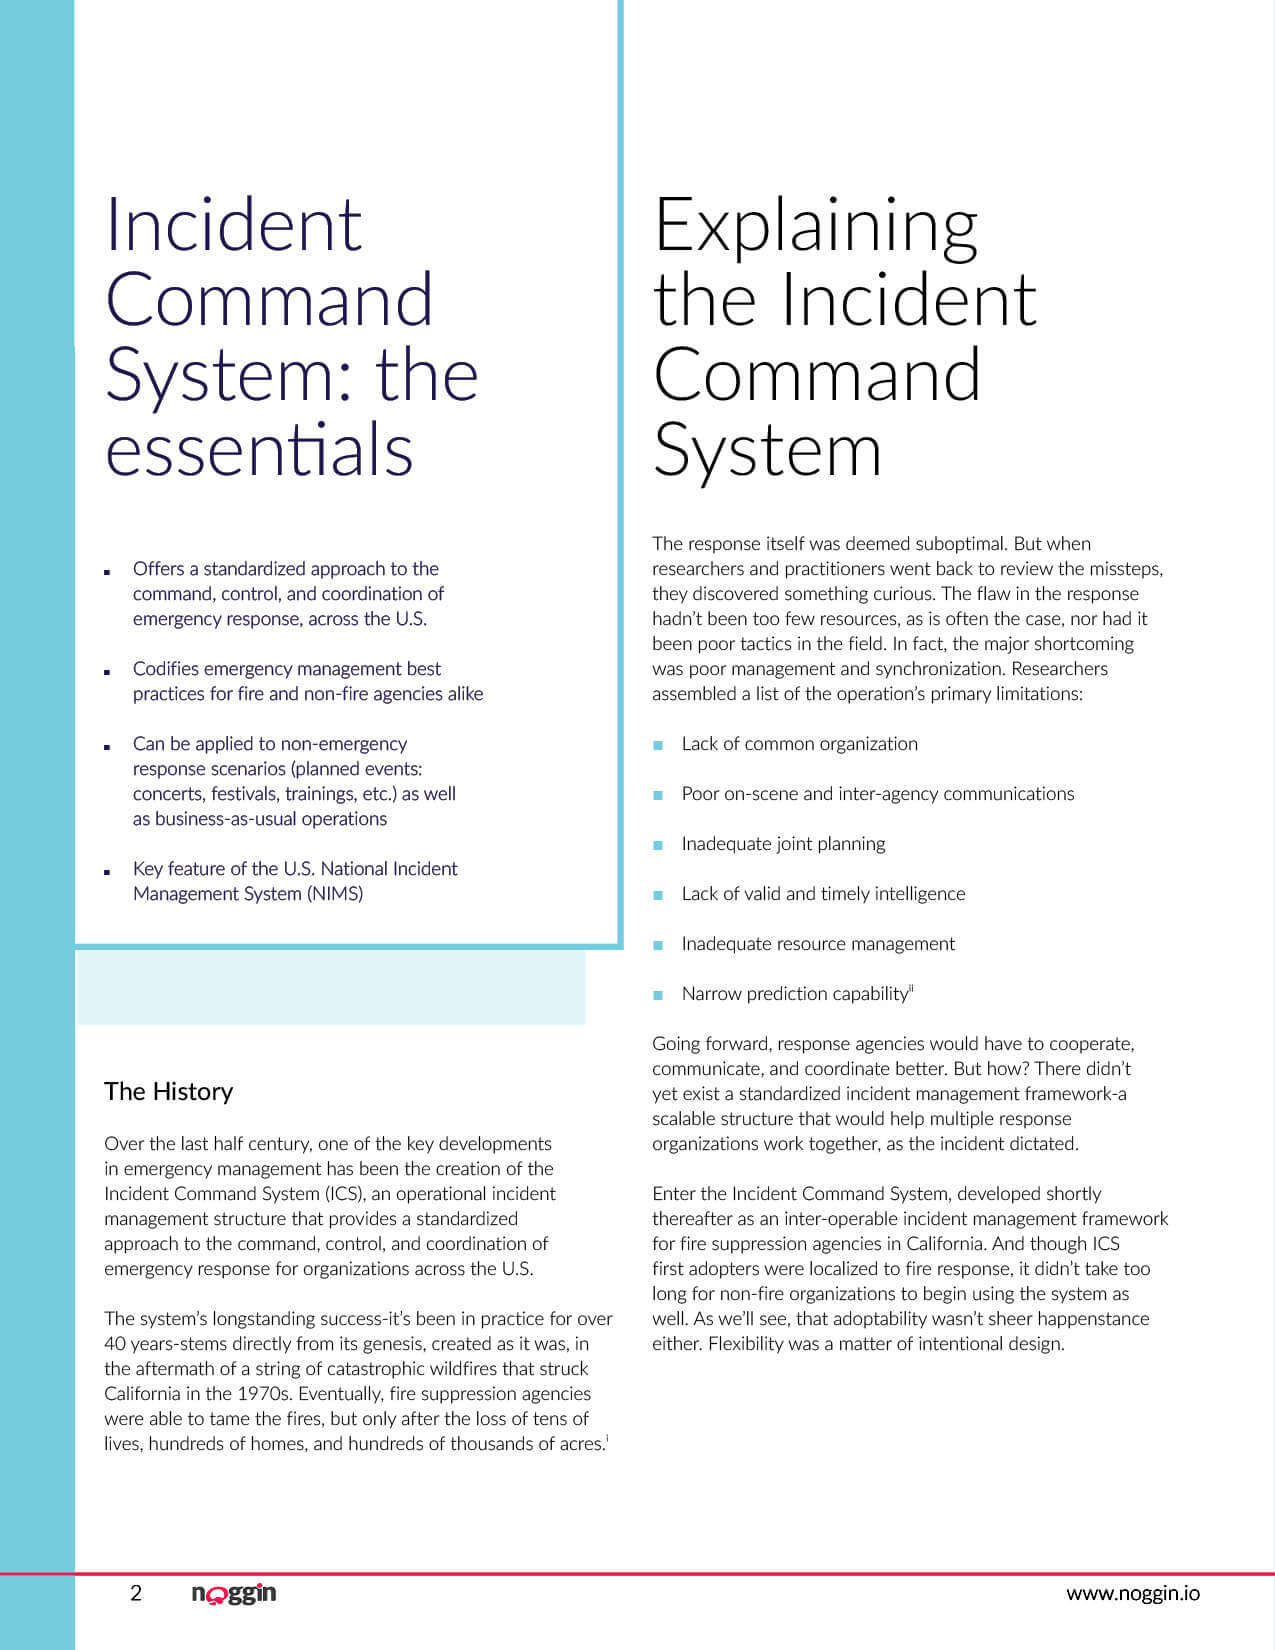 Incident
Command
System: the
essentials
▪ Offers a standardized approach to the
command, control, and coordination of
emergency response, across the U.S.
▪ Codifies emergency management best
practices for fire and non-fire agencies alike
▪ Can be applied to non-emergency
response scenarios (planned events:
concerts, festivals, trainings, etc.) as well
as business-as-usual operations
▪ Key feature of the U.S. National Incident
Management System (NIMS)
The History
Over the last half century, one of the key developments
in emergency management has been the creation of the
Incident Command System (ICS), an operational incident
management structure that provides a standardized
approach to the command, control, and coordination of
emergency response for organizations across the U.S.
The system’s longstanding success-it’s been in practice for over
40 years-stems directly from its genesis, created as it was, in
the aftermath of a string of catastrophic wildfires that struck
California in the 1970s. Eventually, fire suppression agencies
were able to tame the fires, but only after the loss of tens of
lives, hundreds of homes, and hundreds of thousands of acres.i
Explaining
the Incident
Command
System
The response itself was deemed suboptimal. But when
researchers and practitioners went back to review the missteps,
they discovered something curious. The flaw in the response
hadn’t been too few resources, as is often the case, nor had it
been poor tactics in the field. In fact, the major shortcoming
was poor management and synchronization. Researchers
assembled a list of the operation’s primary limitations:
▪ Lack of common organization
▪ Poor on-scene and inter-agency communications
▪ Inadequate joint planning
▪ Lack of valid and timely intelligence
▪ Inadequate resource management
▪ Narrow prediction capabilityii
Going forward, response agencies would have to cooperate,
communicate, and coordinate better. But how? There didn’t
yet exist a standardized incident management framework-a
scalable structure that would help multiple response
organizations work together, as the incident dictated.
Enter the Incident Command System, developed shortly
thereafter as an inter-operable incident management framework
for fire suppression agencies in California. And though ICS
first adopters were localized to fire response, it didn’t take too
long for non-fire organizations to begin using the system as
well. As we’ll see, that adoptability wasn’t sheer happenstance
either. Flexibility was a matter of intentional design.
2 noggin www.noggin.io